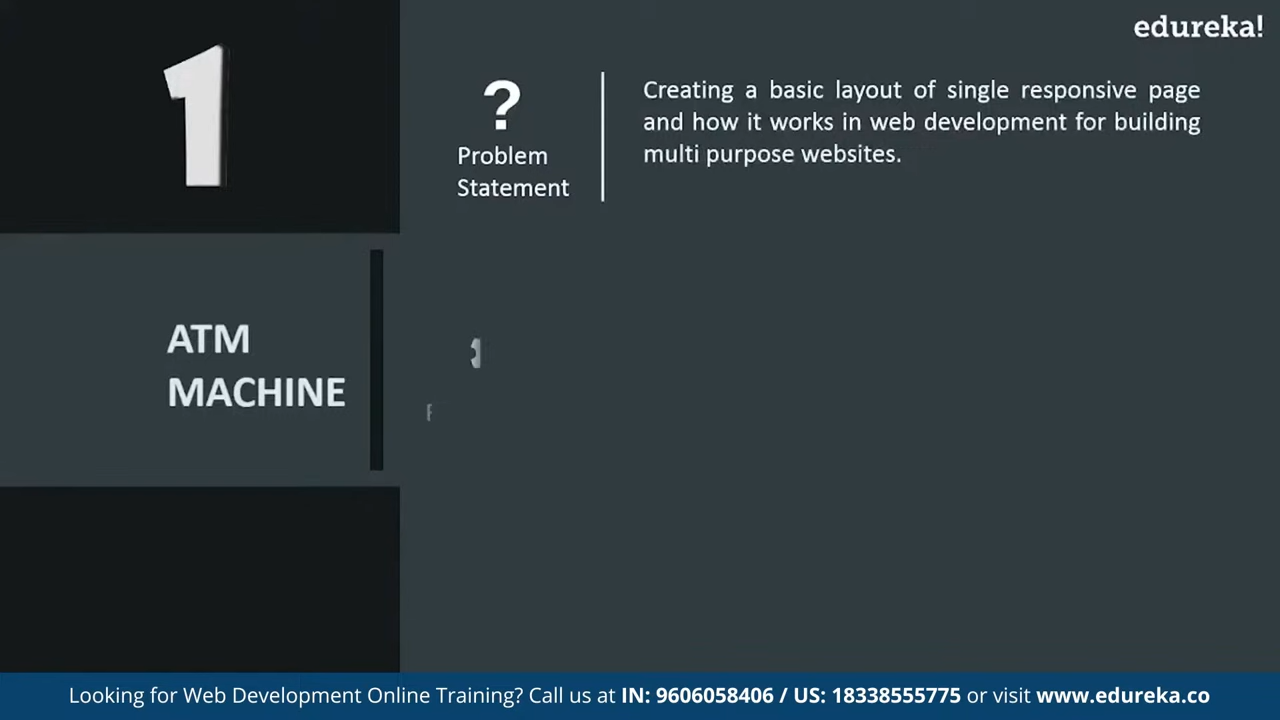 edureka!
1
?
Problem
Statement
Creating a basic layout of single responsive page
and how it works in web development for building
multi purpose websites.
ATM
MACHINE
Looking for Web Development Online Training? Call us at IN: 9606058406 / US: 18338555775 or visit www.edureka.co